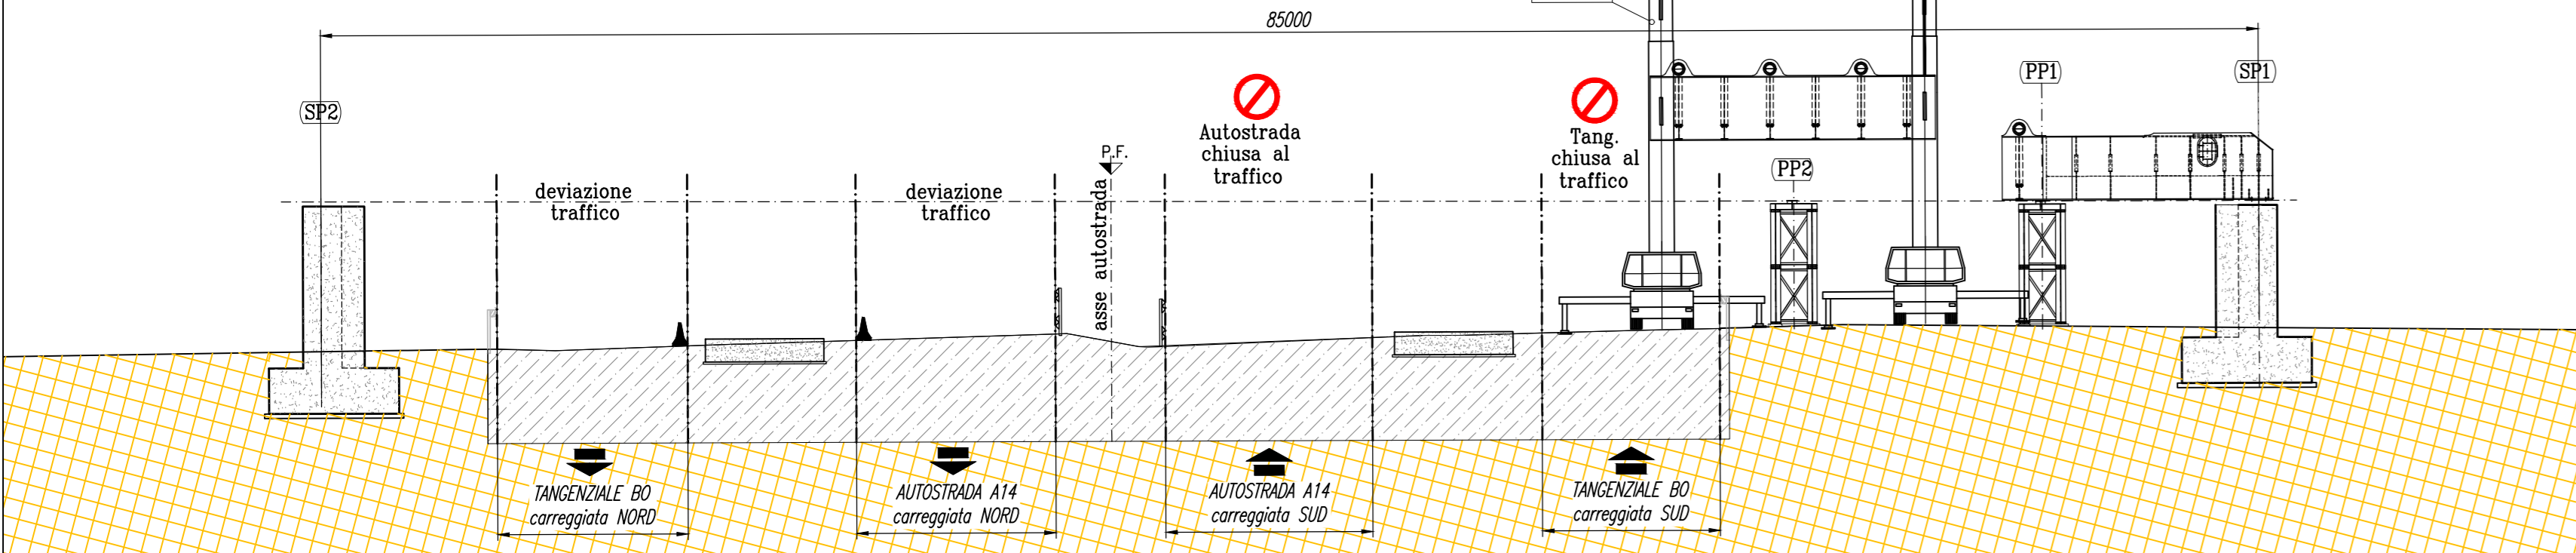 85000
SP2
PP1
SP1
Autostrada
chiusa al
traffico
Tang.
chiusa al
traffico
P.F.
PP2
deviazione
traffico
deviazione
traffico
asse autostrada
TANGENZIALE BO
carreggiata NORD
AUTOSTRADA A14
carreggiata NORD
AUTOSTRADA A14
carreggiata SUD
TANGENZIALE BO
carreggiata SUD